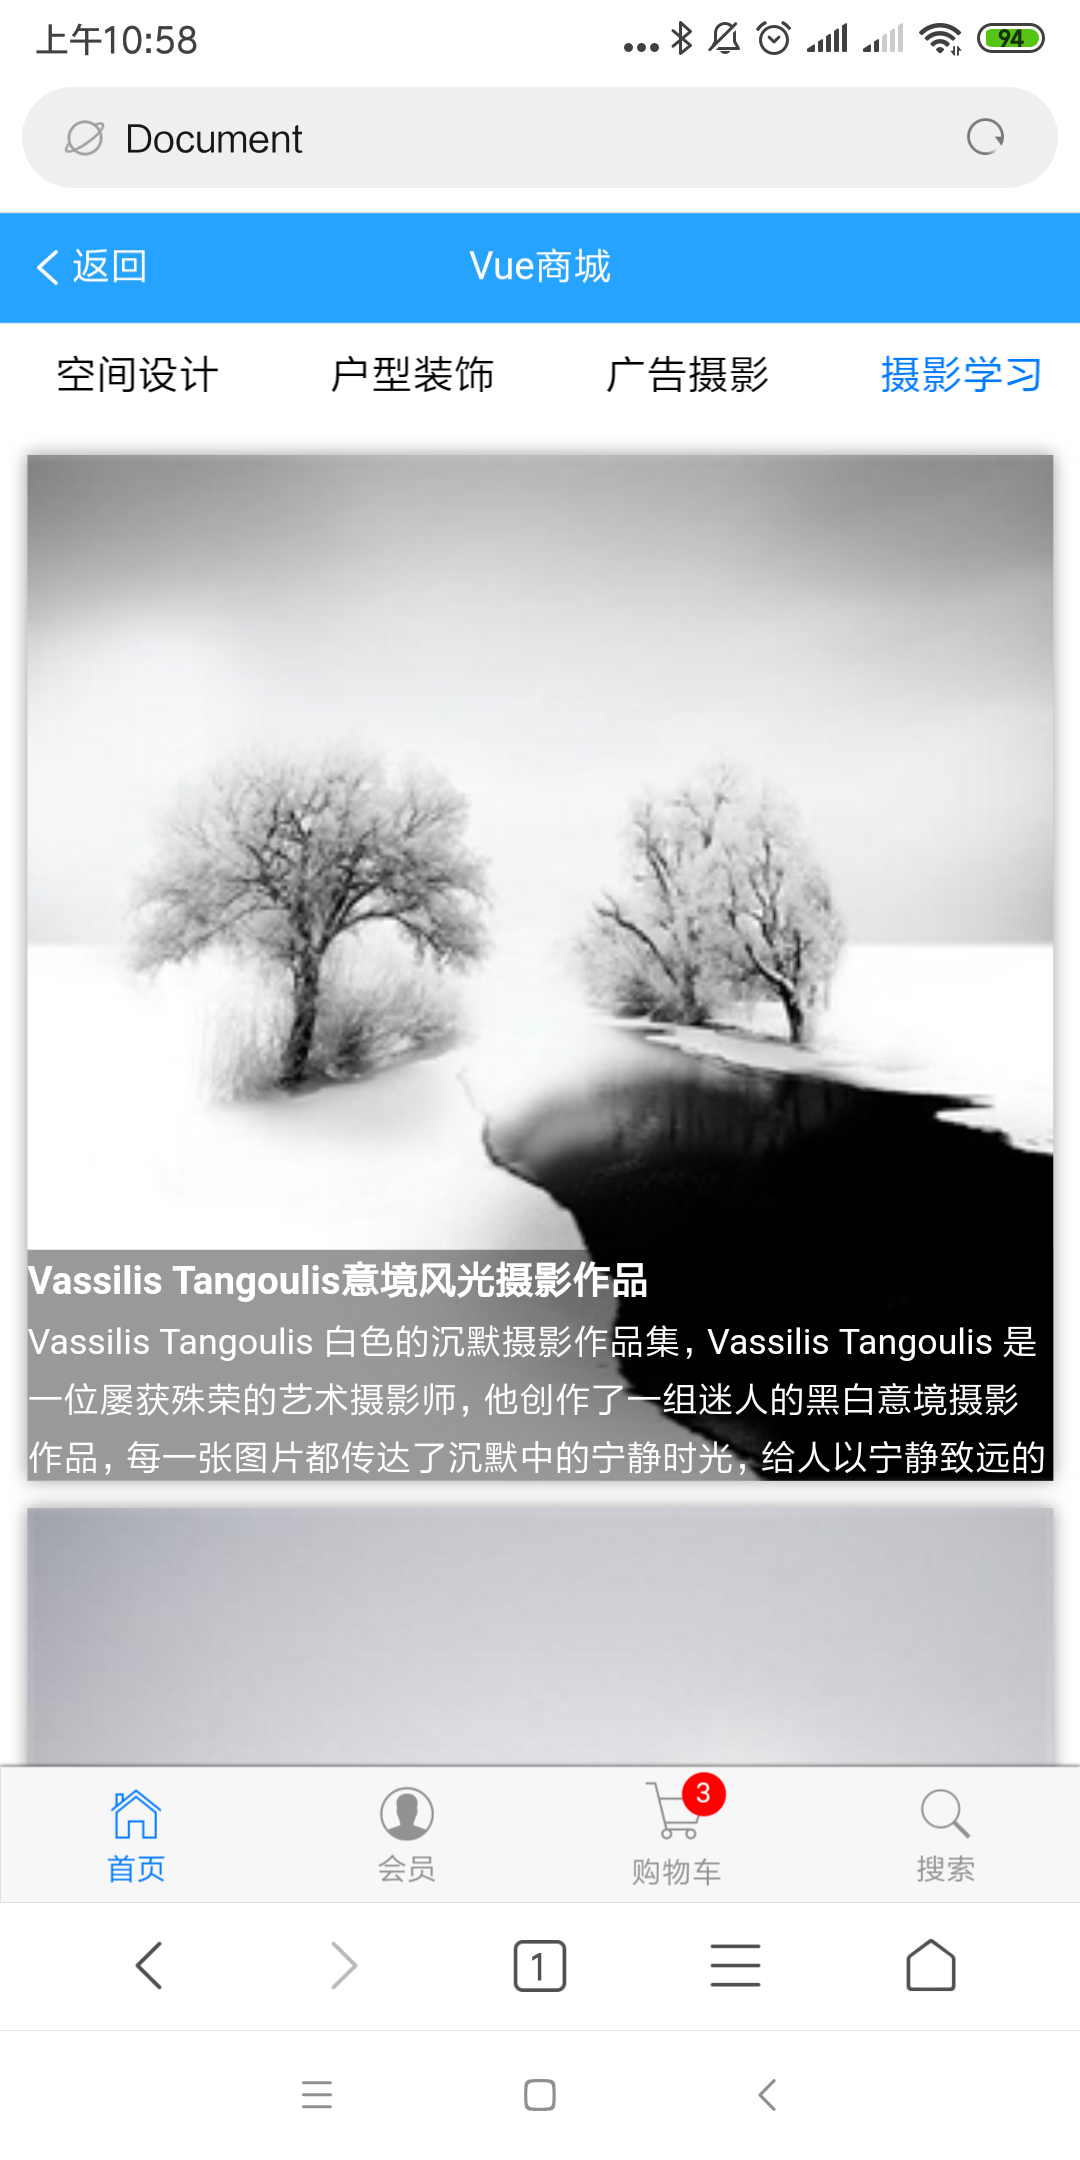 上午10:58
94
Document
返回
Vue商城
空间设计 户型装饰 广告摄影 摄影学习
Vassilis Tangoulis意境风光摄影作品
Vassilis Tangoulis 白色的沉默摄影作品集，Vassilis Tangoulis 是
一位屡获殊荣的艺术摄影师，他创作了一组迷人的黑白意境摄影
作品，每一张图片都传达了沉默中的宁静时光，给人以宁静致远的
3
首页 会员 购物车 搜索
1